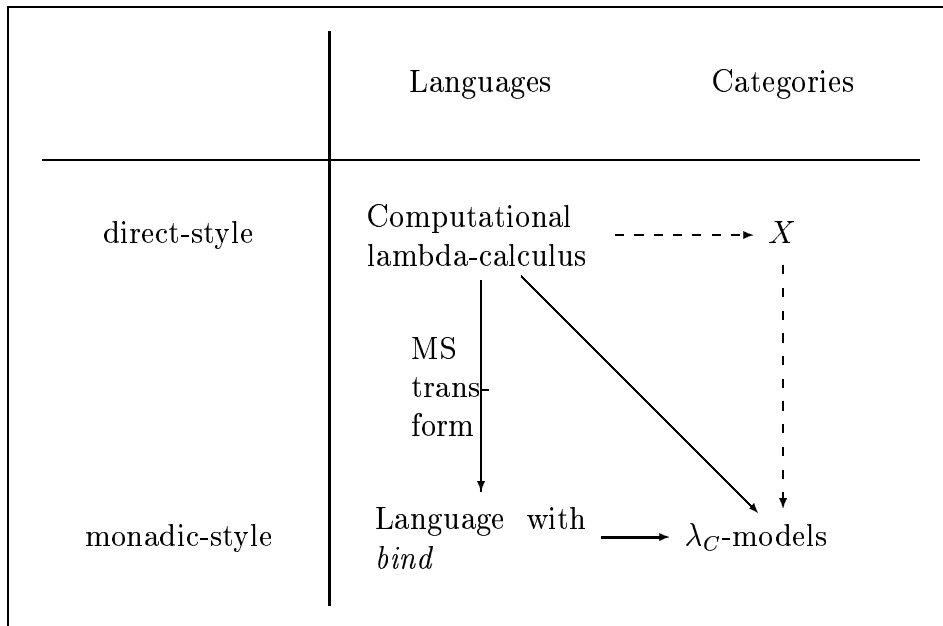 Languages Categories
direct-style
Computational
lambda-calculus
X
MS
trans-
form
monadic-style
Language with
bind
λC-models